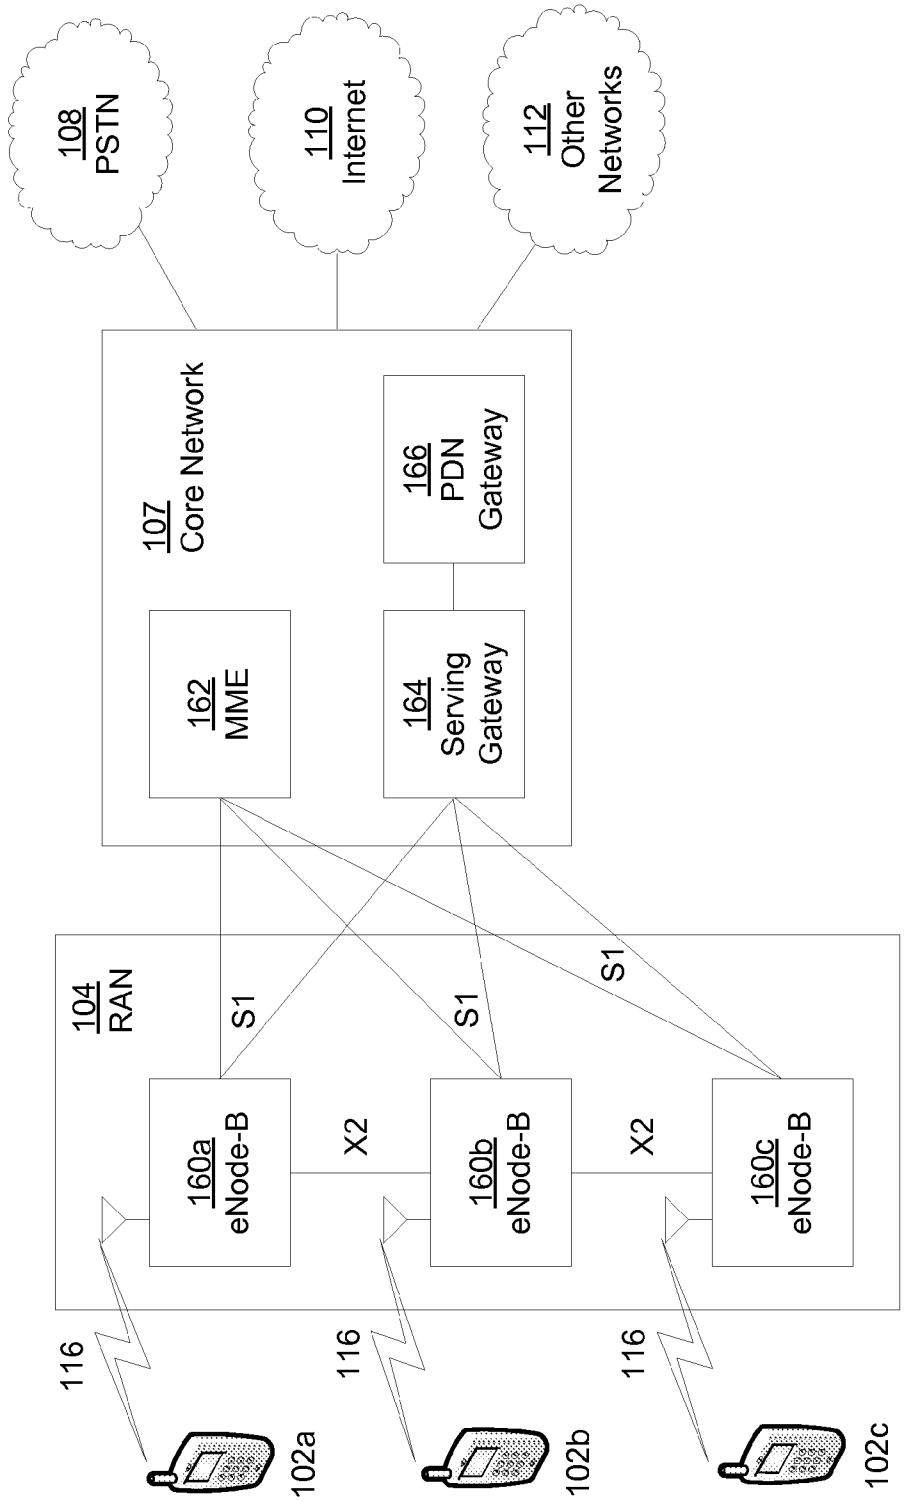 102a
102b
102c
116
116
116
104
RAN
160a
eNode-B
160b
eNode-B
160c
eNode-B
X2
X2
S1
S1
S1
107
Core Network
162
MME
164
Serving
Gateway
166
PDN
Gateway
108
PSTN
110
Internet
112
Other
Networks